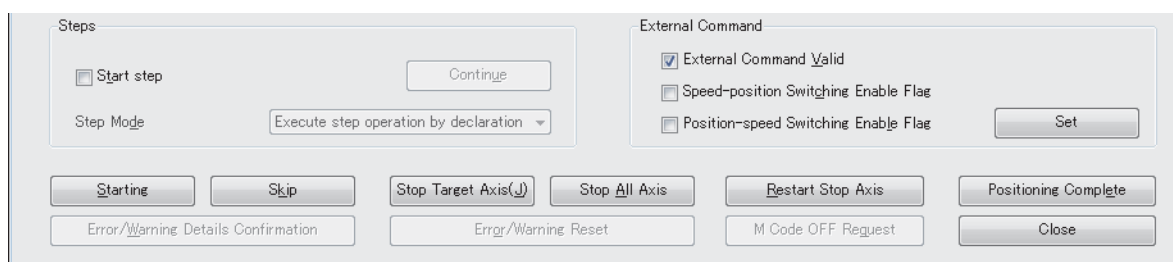 Steps
Start step
Continue
Step Mode
Execute step operation by declaration
External Command
External Command Valid
Speed-position Switching Enable Flag
Position-speed Switching Enable Flag
Set
Starting
Skip
Stop Target Axis(J)
Stop All Axis
Restart Stop Axis
Positioning Complete
Error/Warning Details Confirmation
Error/Warning Reset
M Code OFF Request
Close